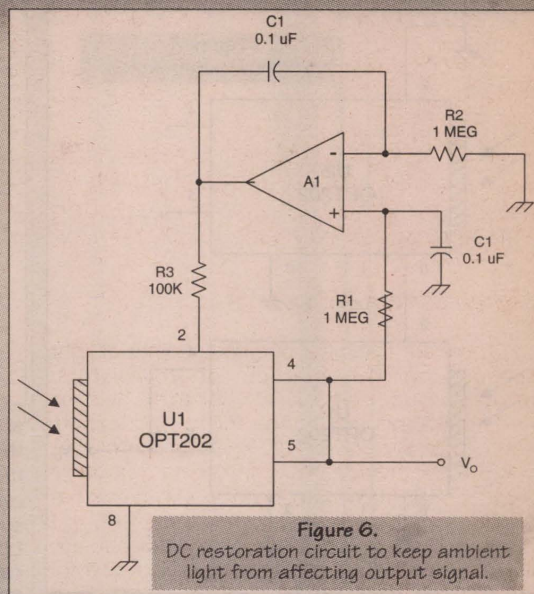 C1
0.1 uF
R2
1 MEG
-
A1
+
C1
0.1 uF
R3
100K
R1
1 MEG
2
4
U1
OPT202
5
Vo
8
Figure 6.
DC restoration circuit to keep ambient
light from affecting output signal.